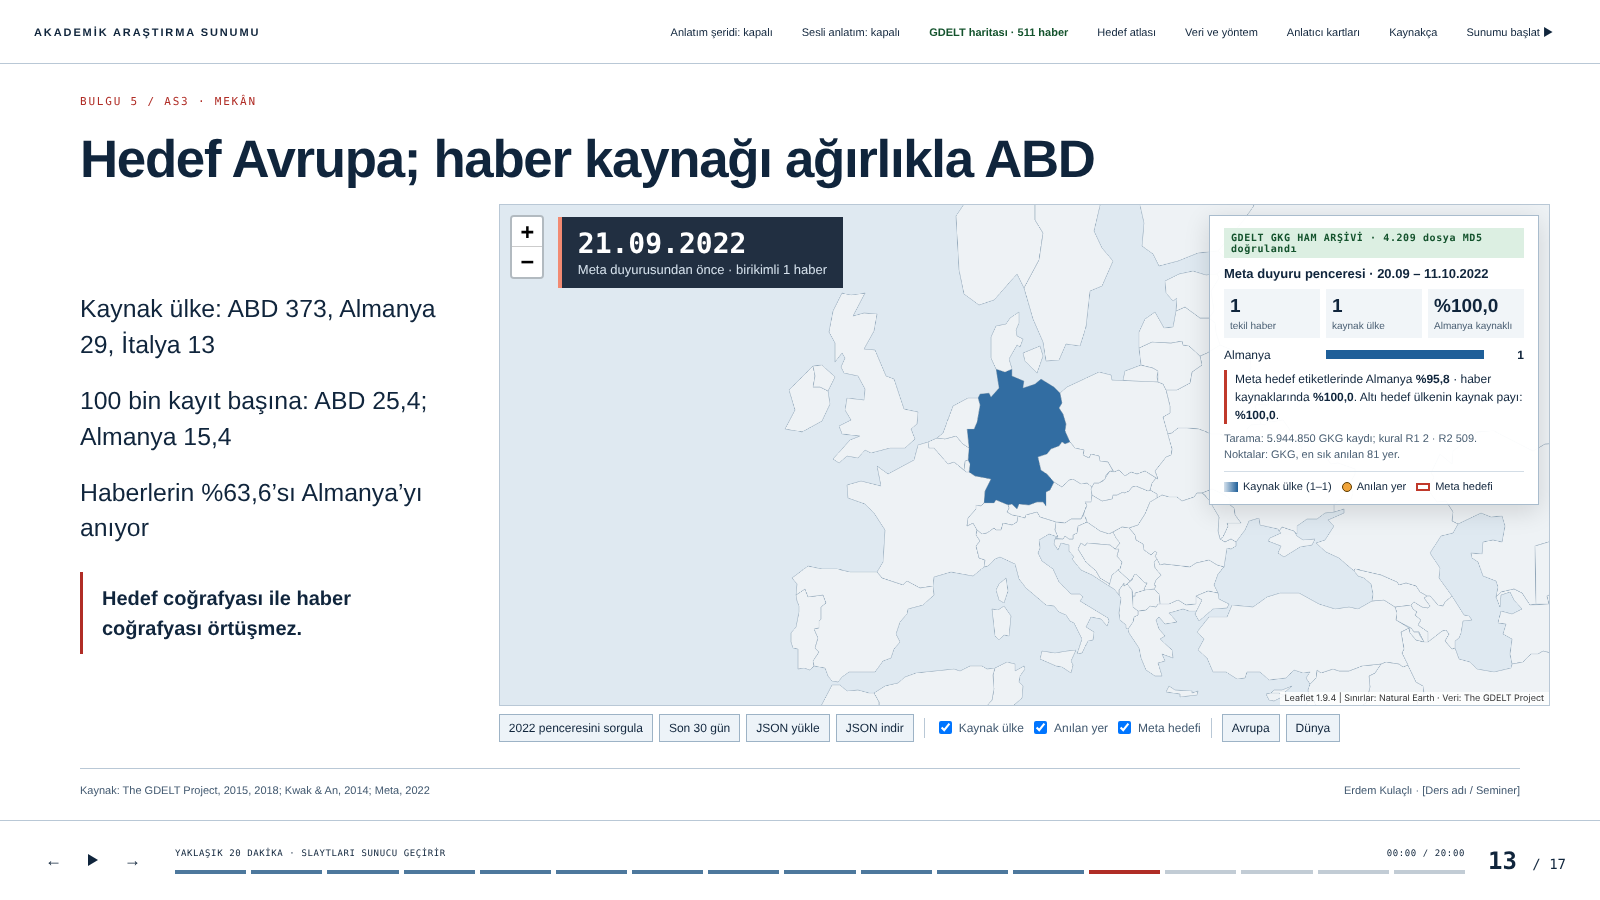 AKADEMİK ARAŞTIRMA SUNUMU
Anlatım şeridi: kapalı
Sesli anlatım: kapalı
GDELT haritası · 511 haber
Hedef atlası
Veri ve yöntem
Anlatıcı kartları
Kaynakça
Sunumu başlat ▶
BULGU 5 / AS3 · MEKÂN
Hedef Avrupa; haber kaynağı ağırlıkla ABD
Kaynak ülke: ABD 373, Almanya
29, İtalya 13
100 bin kayıt başına: ABD 25,4;
Almanya 15,4
Haberlerin %63,6’sı Almanya’yı
anıyor
Hedef coğrafyası ile haber
coğrafyası örtüşmez.
+
−
21.09.2022
Meta duyurusundan önce · birikimli 1 haber
GDELT GKG HAM ARŞİVİ · 4.209 dosya MD5
doğrulandı
Meta duyuru penceresi · 20.09 – 11.10.2022
1
tekil haber
1
kaynak ülke
%100,0
Almanya kaynaklı
Almanya 1
Meta hedef etiketlerinde Almanya %95,8 · haber
kaynaklarında %100,0. Altı hedef ülkenin kaynak payı:
%100,0.
Tarama: 5.944.850 GKG kaydı; kural R1 2 · R2 509.
Noktalar: GKG, en sık anılan 81 yer.
Kaynak ülke (1–1) Anılan yer Meta hedefi
Leaflet 1.9.4 | Sınırlar: Natural Earth · Veri: The GDELT Project
2022 penceresini sorgula
Son 30 gün
JSON yükle
JSON indir
Kaynak ülke
Anılan yer
Meta hedefi
Avrupa
Dünya
Kaynak: The GDELT Project, 2015, 2018; Kwak & An, 2014; Meta, 2022
Erdem Kulaçlı · [Ders adı / Seminer]
← ▶ →
YAKLAŞIK 20 DAKİKA · SLAYTLARI SUNUCU GEÇİRİR
00:00 / 20:00
13 / 17